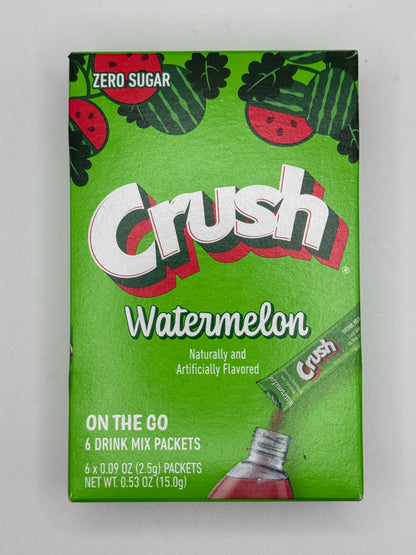 ZERO SUGAR
Crush®
Watermelon
Naturally and
Artificially Flavored
Crush
Watermelon
ON THE GO
6 DRINK MIX PACKETS
6 x 0.09 OZ (2.5g) PACKETS
NET WT. 0.53 OZ (15.0g)